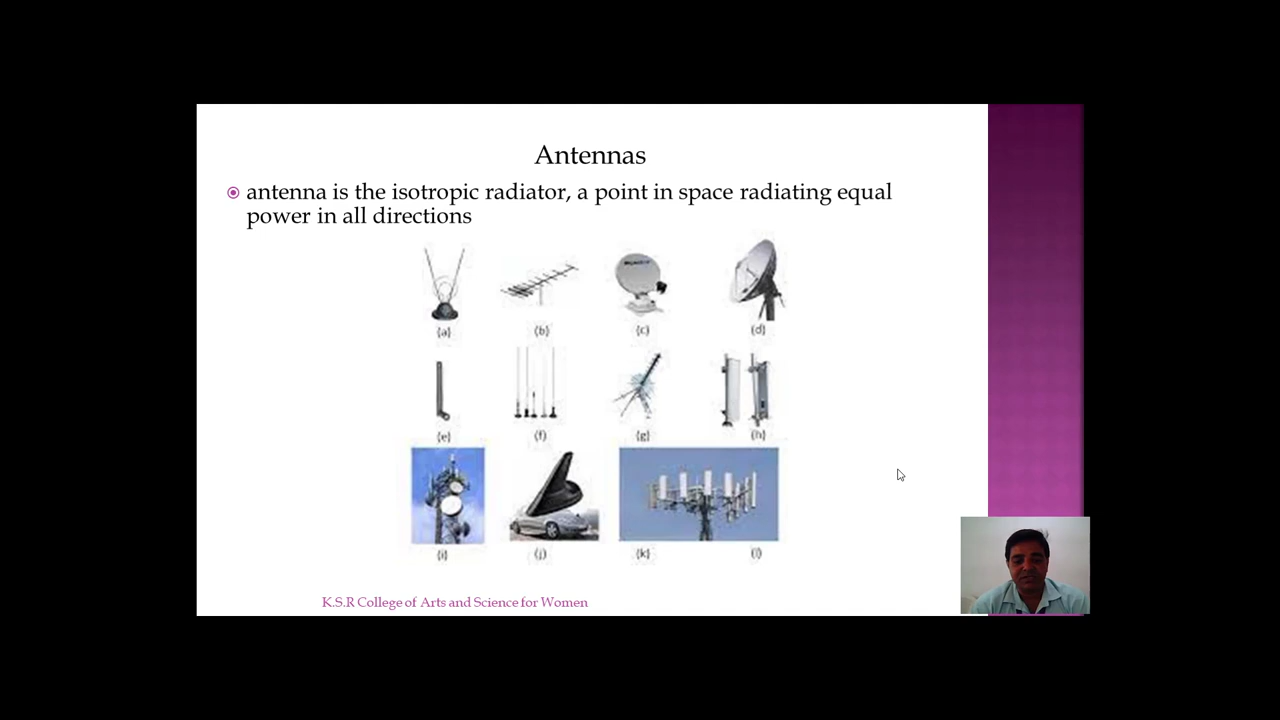 Antennas
antenna is the isotropic radiator, a point in space radiating equal
power in all directions
(a) (b) (c) (d)
(e) (f) (g) (h)
(i) (j) (k) (l)
K.S.R College of Arts and Science for Women